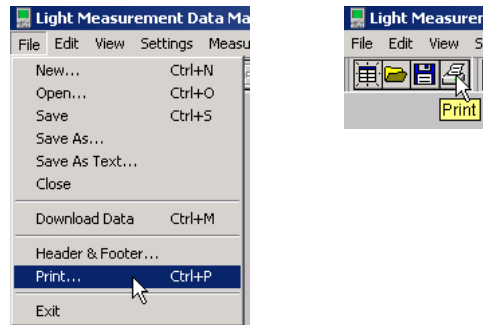 Light Measurement Data Ma
File Edit View Settings Measu
New... Ctrl+N
Open... Ctrl+O
Save Ctrl+S
Save As...
Save As Text...
Close
Download Data Ctrl+M
Header & Footer...
Print... Ctrl+P
Exit
Light Measurer
File Edit View S
Print